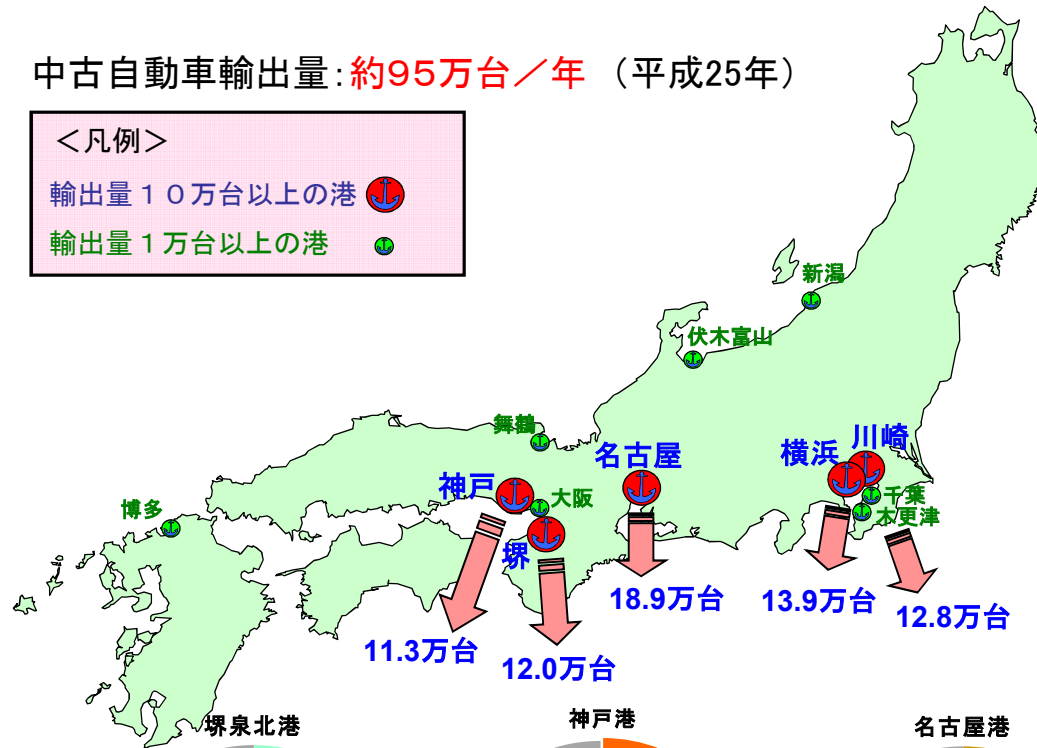 中古自動車輸出量:約95万台/年 (平成25年)
<凡例>
輸出量10万台以上の港
輸出量1万台以上の港
新潟
伏木富山
舞鶴
名古屋
横浜
川崎
神戸
大阪
千葉
木更津
博多
堺
18.9万台
13.9万台
12.8万台
11.3万台
12.0万台
堺泉北港
神戸港
名古屋港